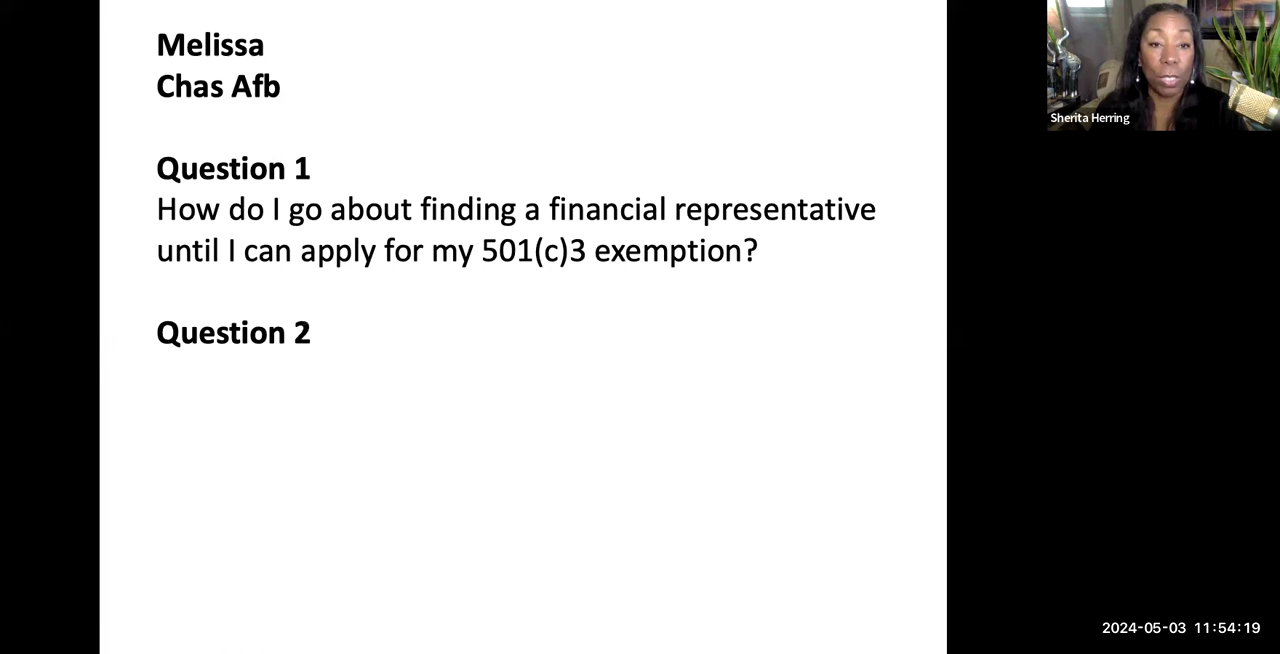 Melissa
Chas Afb
Question 1
How do I go about finding a financial representative
until I can apply for my 501(c)3 exemption?
Question 2
Sherita Herring
2024-05-03 11:54:19